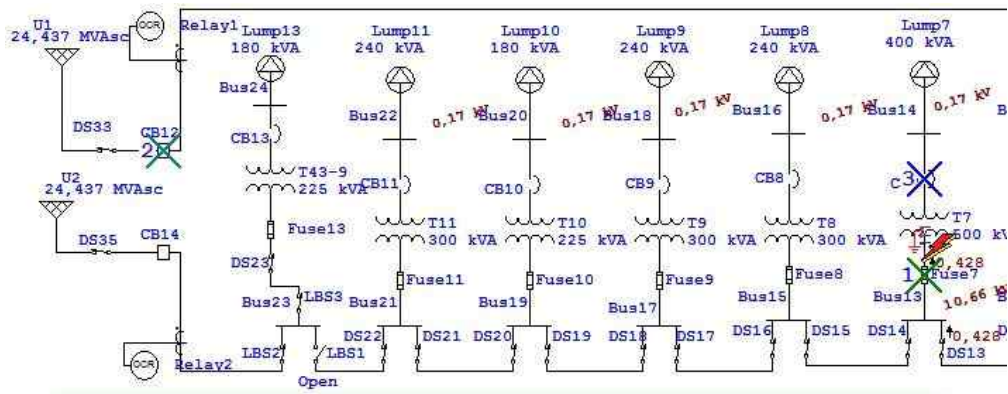 U1
24,437 MVAsc
OCR
Relay1
Lump13
180 kVA
Lump11
240 kVA
Lump10
180 kVA
Lump9
240 kVA
Lump8
240 kVA
Lump7
400 kVA
Bus24
Bus22
0,17 kV
Bus20
0,17 kV
Bus18
0,17 kV
Bus16
0,17 kV
Bus14
0,17 kV
B
DS33
CB12
2
CB13
T43-9
225 kVA
CB11
CB10
CB9
CB8
C
3
U2
24,437 MVAsc
DS35
CB14
Fuse13
T11
300 kVA
T10
225 kVA
T9
300 kVA
T8
300 kVA
T7
500 kV
0,428
DS23
LBS3
Fuse11
Fuse10
Fuse9
Fuse8
1
Fuse7
Bus23
Bus21
Bus19
Bus17
Bus15
Bus13
10,66 kV
OCR
Relay2
LBS2
LBS1
Open
DS22
DS21
DS20
DS19
DS18
DS17
DS16
DS15
DS14
0,428
DS13